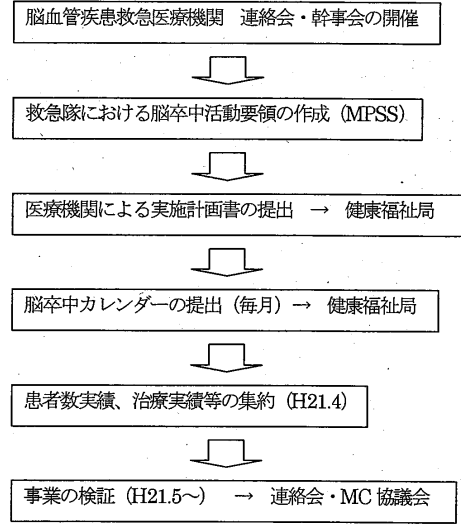 脳血管疾患救急医療機関　連絡会・幹事会の開催
救急隊における脳卒中活動要領の作成（MPSS）
医療機関による実施計画書の提出　→　健康福祉局
脳卒中カレンダーの提出（毎月）→　健康福祉局
患者数実績、治療実績等の集約（H21.4）
事業の検証（H21.5～）　→　連絡会・MC 協議会